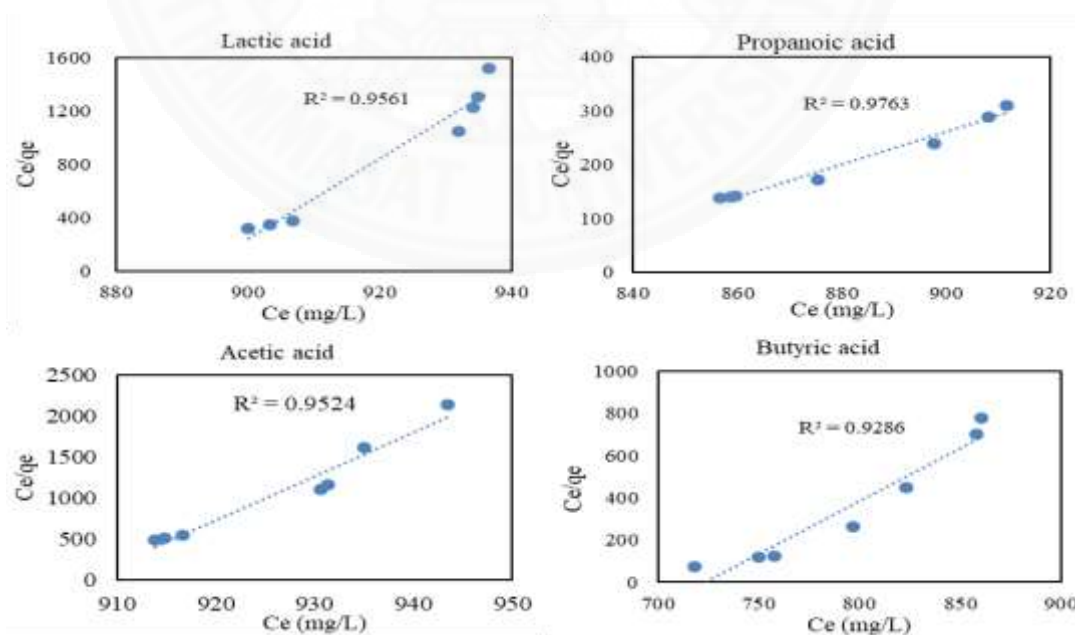 Lactic acid
1600
1200
800
400
0
R² = 0.9561
Ce/qe
880
900
920
940
Ce (mg/L)
Propanoic acid
400
300
200
100
0
R² = 0.9763
Ce/qe
840
860
880
900
920
Ce (mg/L)
Acetic acid
2500
2000
1500
1000
500
0
R² = 0.9524
Ce/qe
910
920
930
940
950
Ce (mg/L)
Butyric acid
1000
800
600
400
200
0
R² = 0.9286
Ce/qe
700
750
800
850
900
Ce (mg/L)